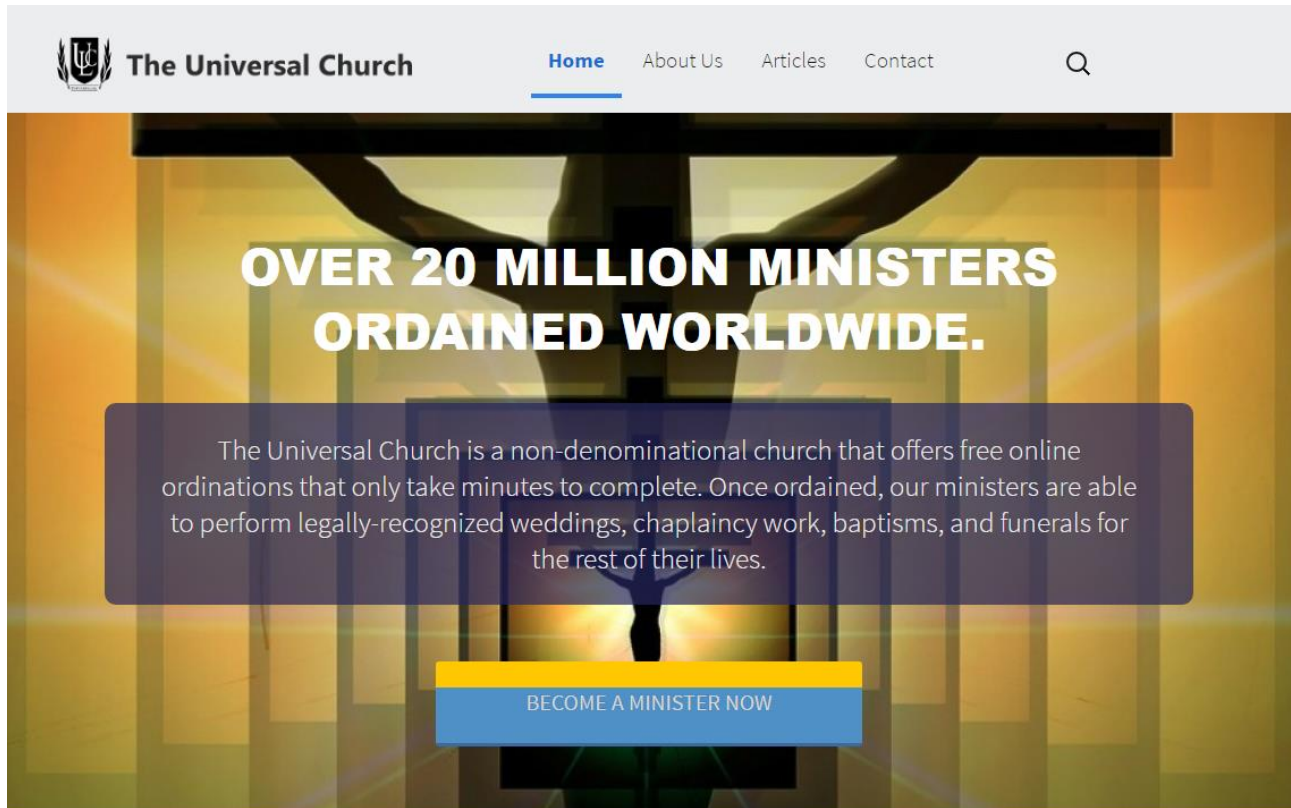 The Universal Church
Home
About Us
Articles
Contact
OVER 20 MILLION MINISTERS
ORDAINED WORLDWIDE.
The Universal Church is a non-denominational church that offers free online
ordinations that only take minutes to complete. Once ordained, our ministers are able
to perform legally-recognized weddings, chaplaincy work, baptisms, and funerals for
the rest of their lives.
BECOME A MINISTER NOW